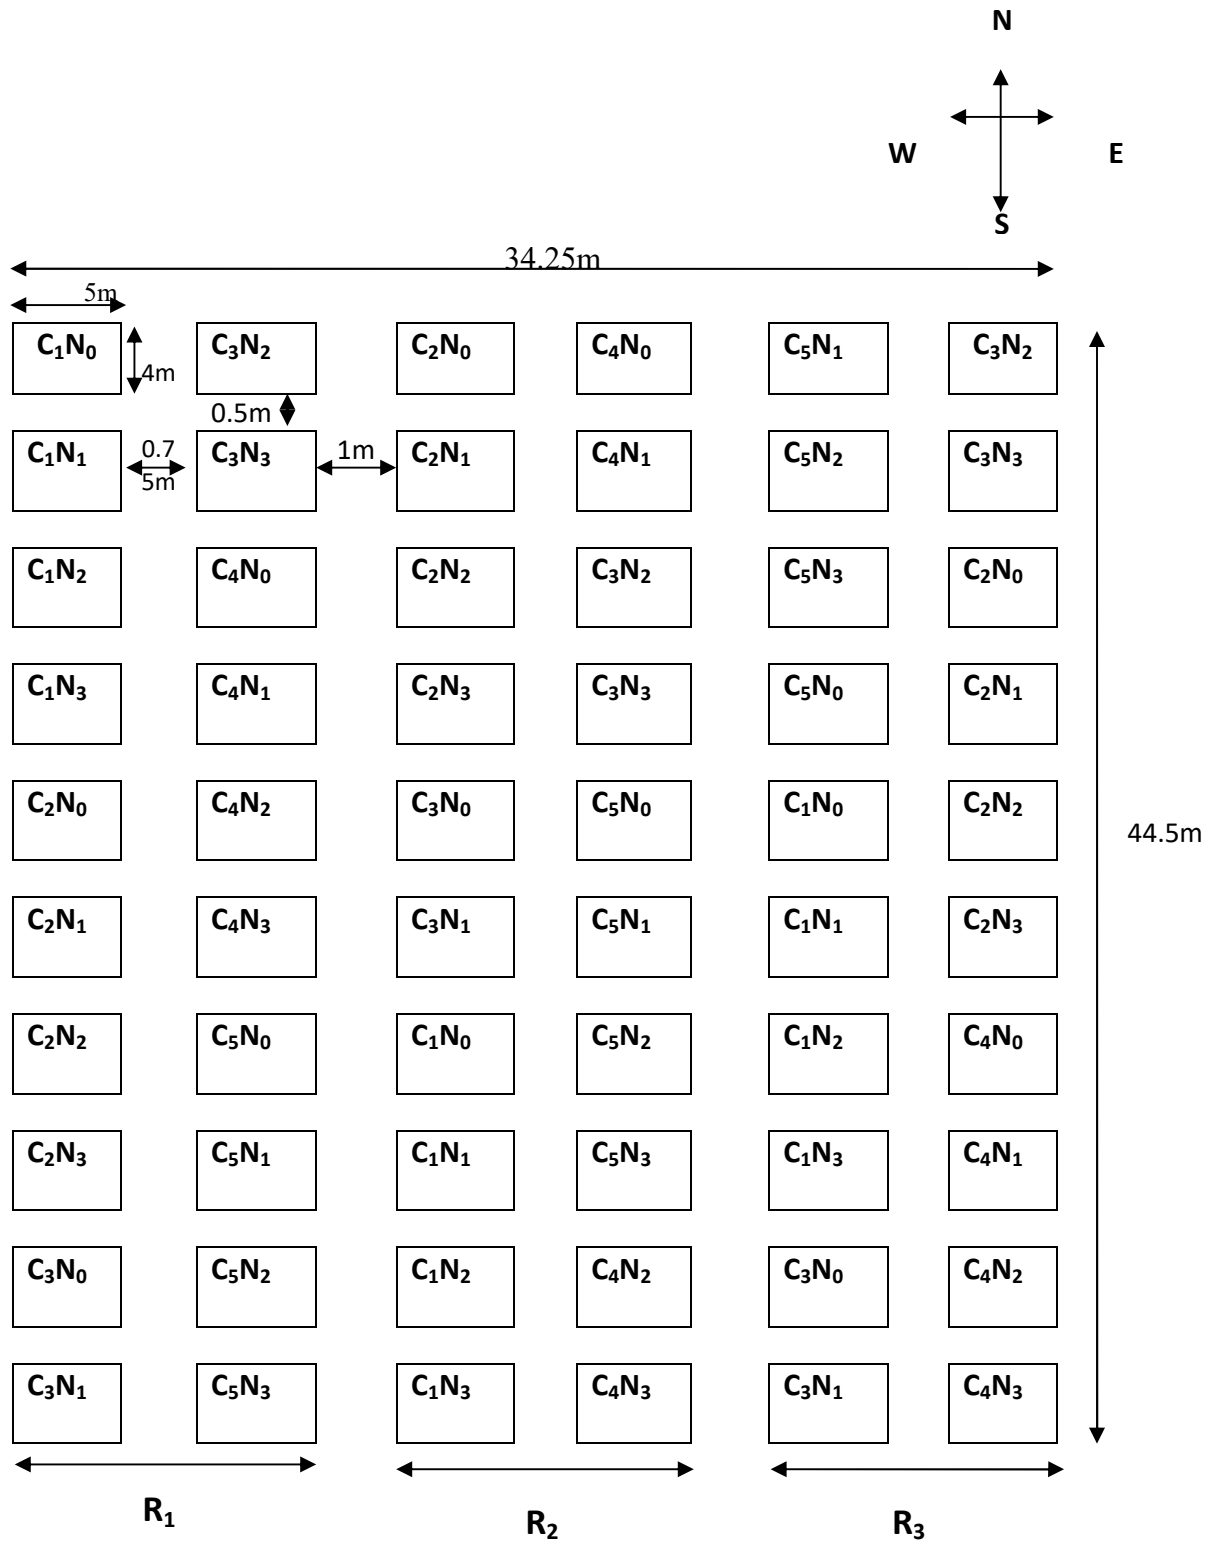 N
W E
S
34.25m
5m
C₁N₀ C₃N₂ C₂N₀ C₄N₀ C₅N₁ C₃N₂
4m
0.5m
C₁N₁ C₃N₃ C₂N₁ C₄N₁ C₅N₂ C₃N₃
0.7
5m
1m
C₁N₂ C₄N₀ C₂N₂ C₃N₂ C₅N₃ C₂N₀
C₁N₃ C₄N₁ C₂N₃ C₃N₃ C₅N₀ C₂N₁
C₂N₀ C₄N₂ C₃N₀ C₅N₀ C₁N₀ C₂N₂
44.5m
C₂N₁ C₄N₃ C₃N₁ C₅N₁ C₁N₁ C₂N₃
C₂N₂ C₅N₀ C₁N₀ C₅N₂ C₁N₂ C₄N₀
C₂N₃ C₅N₁ C₁N₁ C₅N₃ C₁N₃ C₄N₁
C₃N₀ C₅N₂ C₁N₂ C₄N₂ C₃N₀ C₄N₂
C₃N₁ C₅N₃ C₁N₃ C₄N₃ C₃N₁ C₄N₃
R₁ R₂ R₃